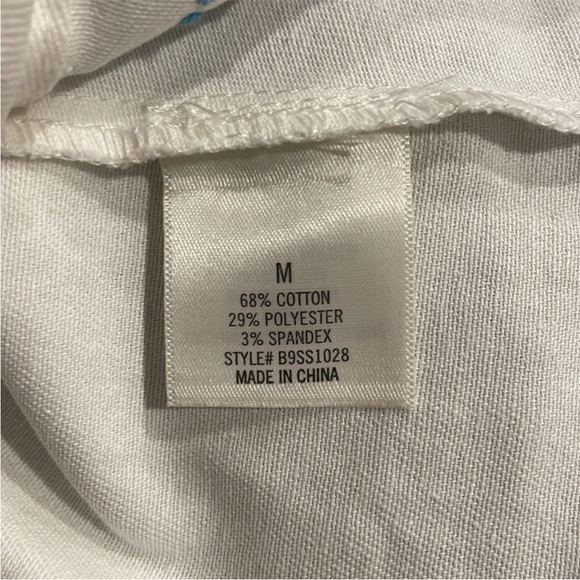 M
68% COTTON
29% POLYESTER
3% SPANDEX
STYLE# B9SS1028
MADE IN CHINA